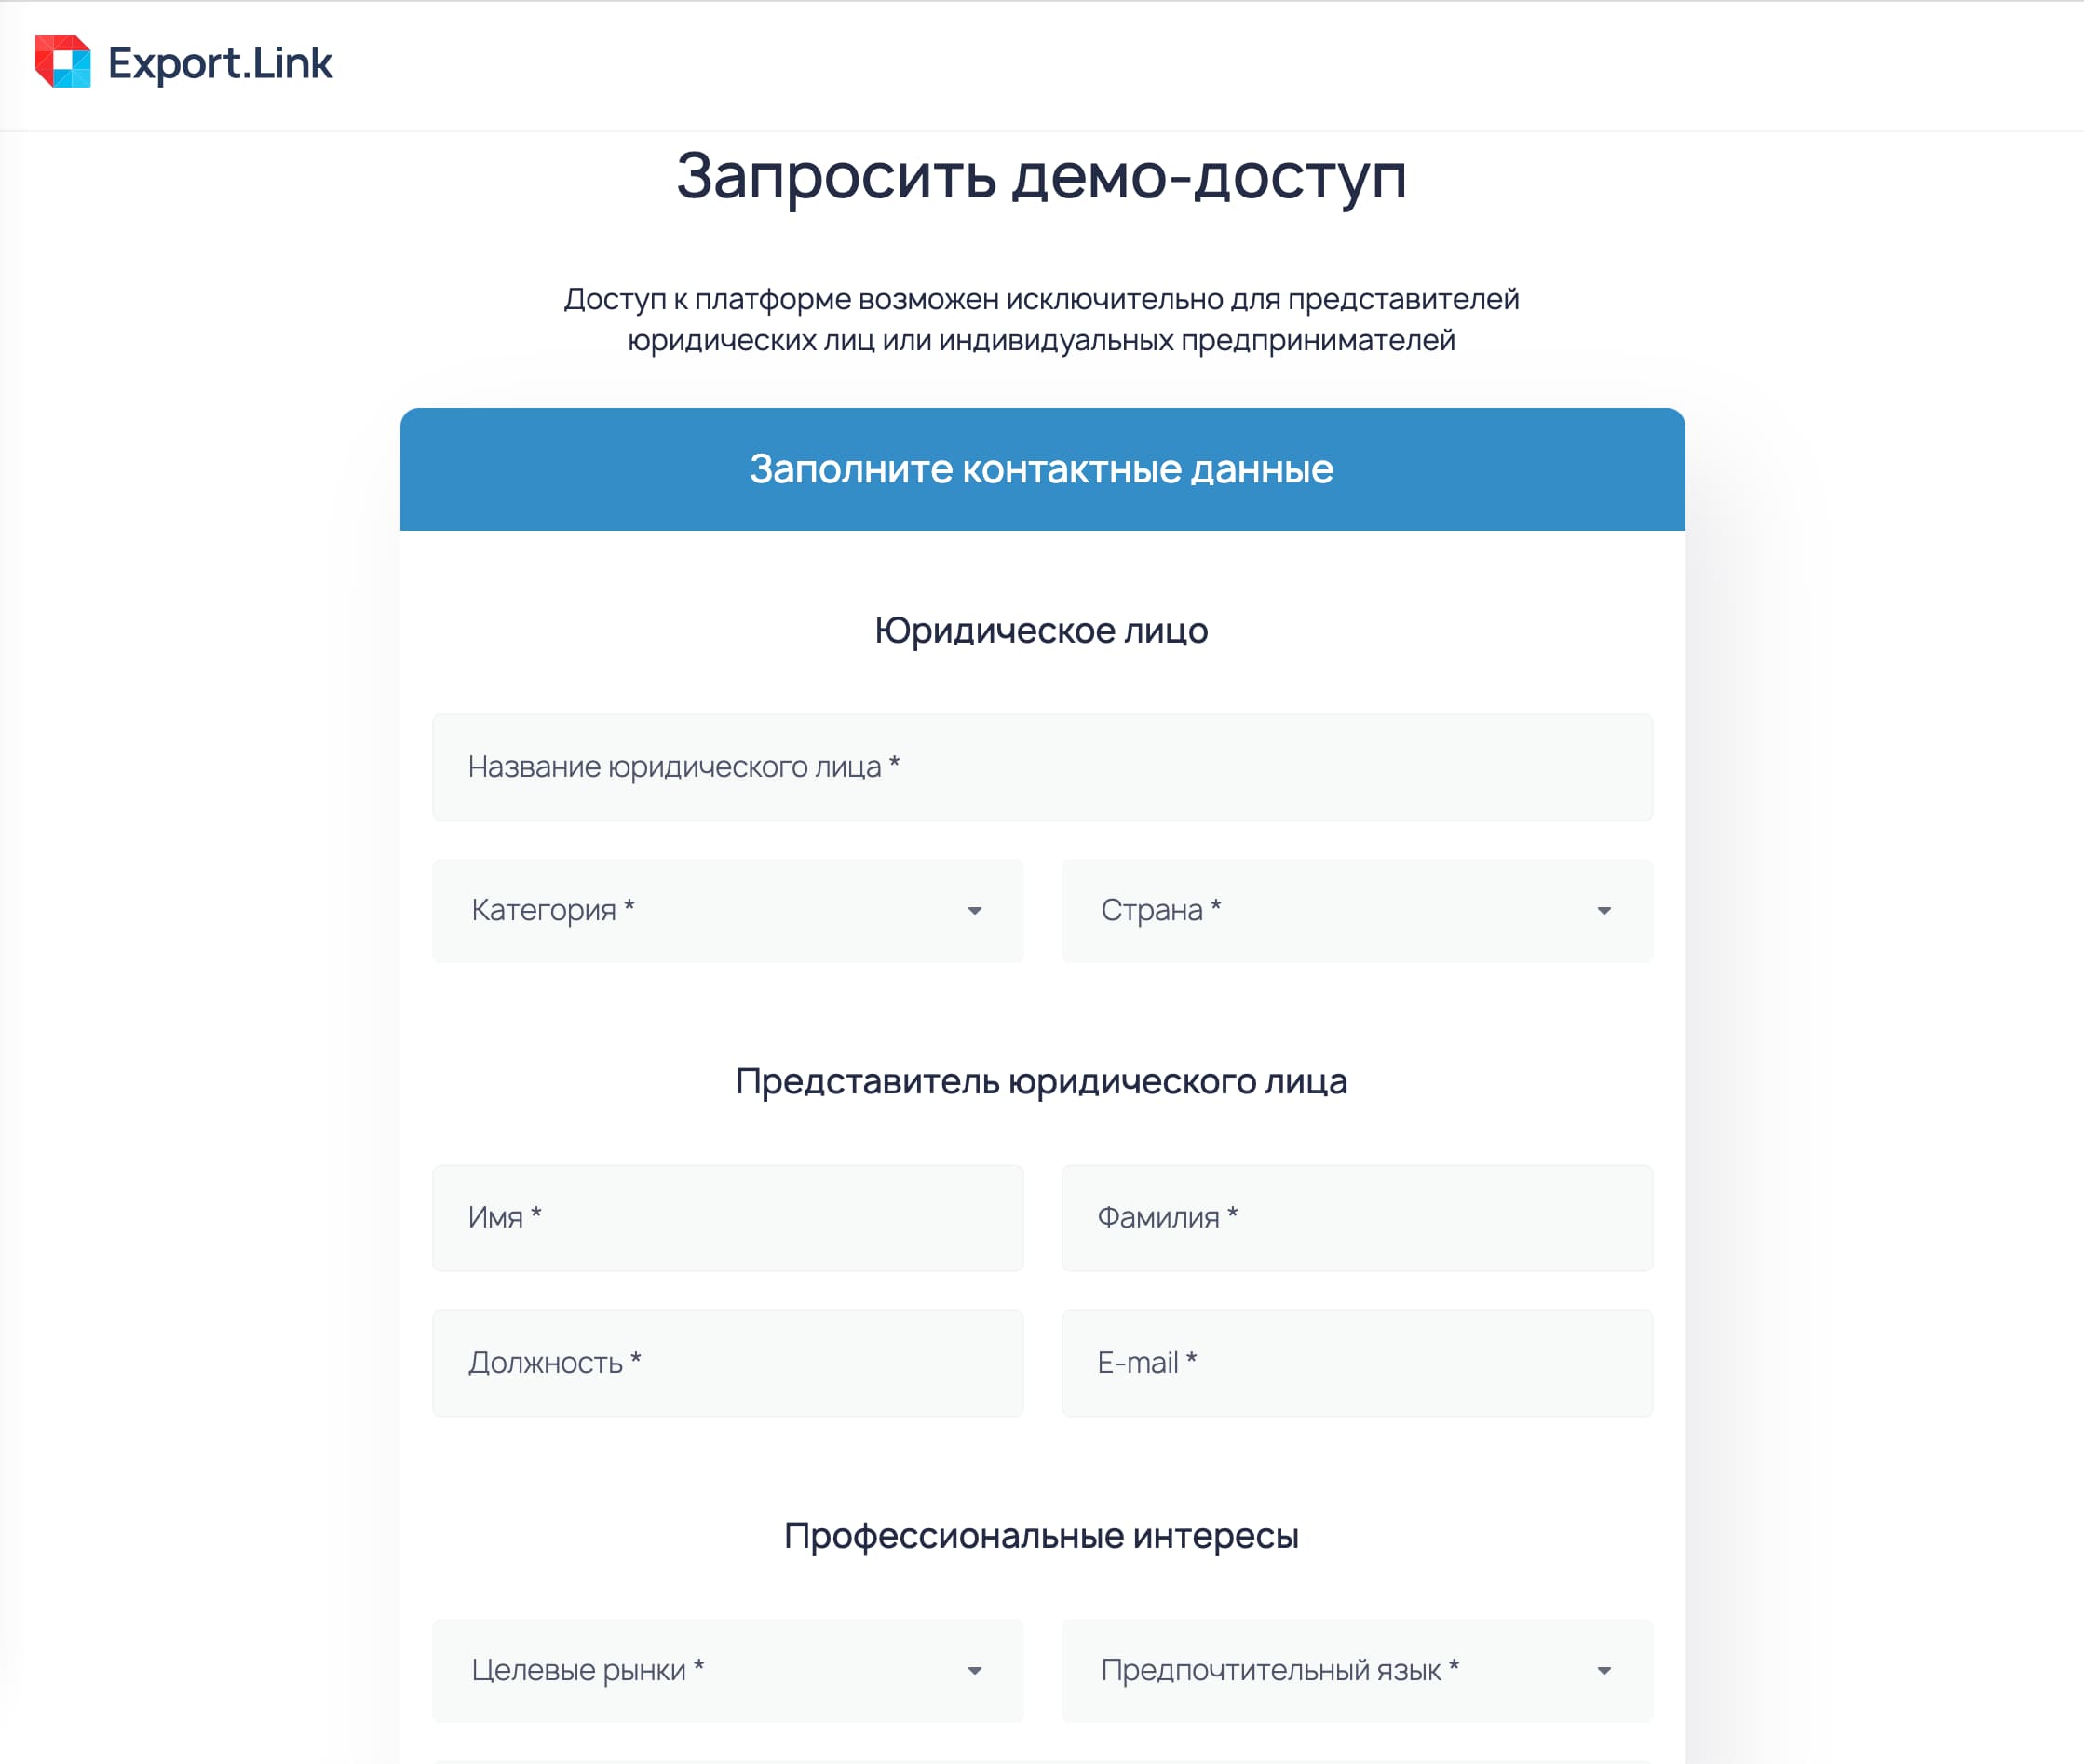 Export.Link
Запросить демо-доступ
Доступ к платформе возможен исключительно для представителей
юридических лиц или индивидуальных предпринимателей
Заполните контактные данные
Юридическое лицо
Название юридического лица *
Категория *
Страна *
Представитель юридического лица
Имя *
Фамилия *
Должность *
E-mail *
Профессиональные интересы
Целевые рынки *
Предпочтительный язык *